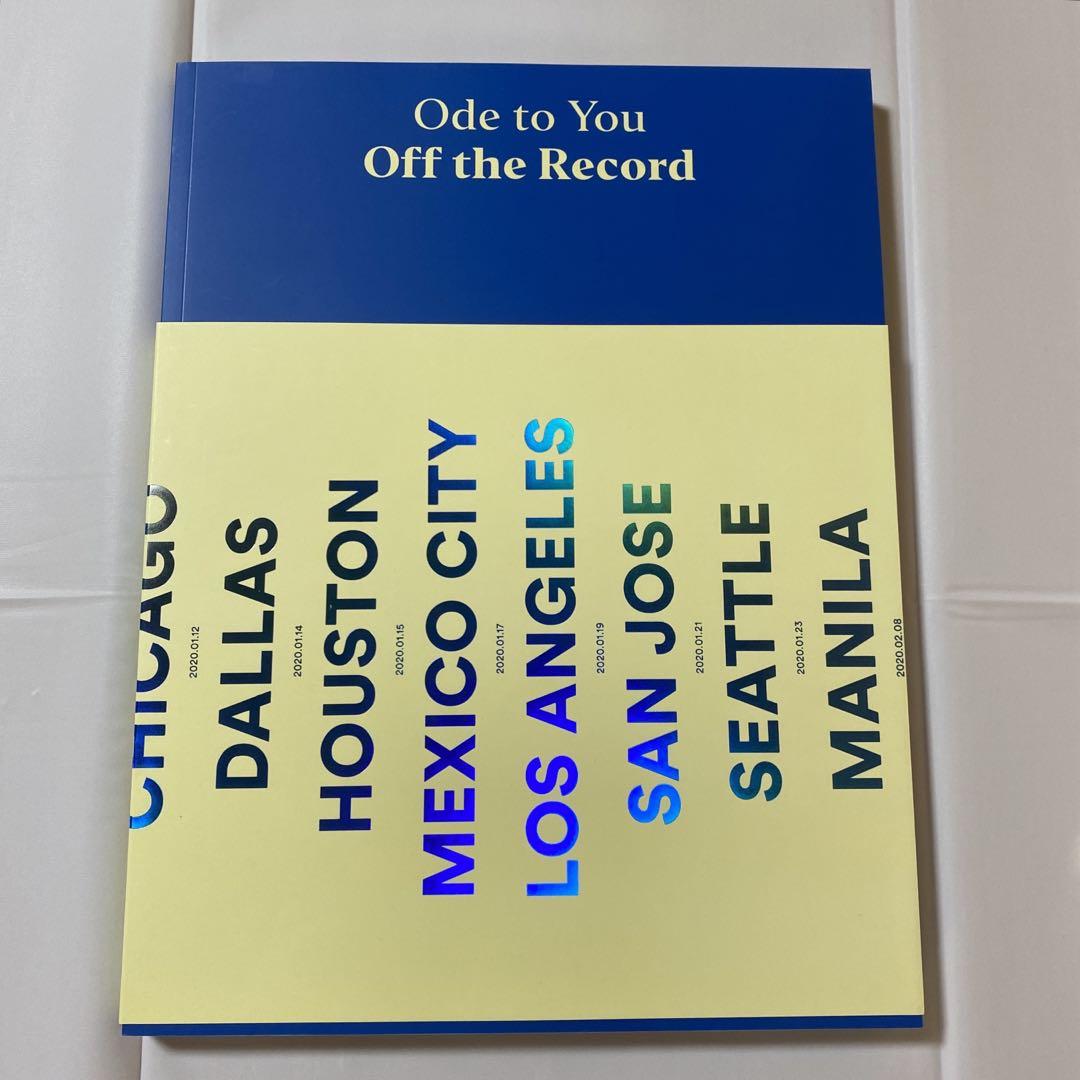 Ode to You
Off the Record
CHICAGO
2020.01.12
DALLAS
2020.01.14
HOUSTON
2020.01.15
MEXICO CITY
2020.01.17
LOS ANGELES
2020.01.19
SAN JOSE
2020.01.21
SEATTLE
2020.01.23
MANILA
2020.02.08